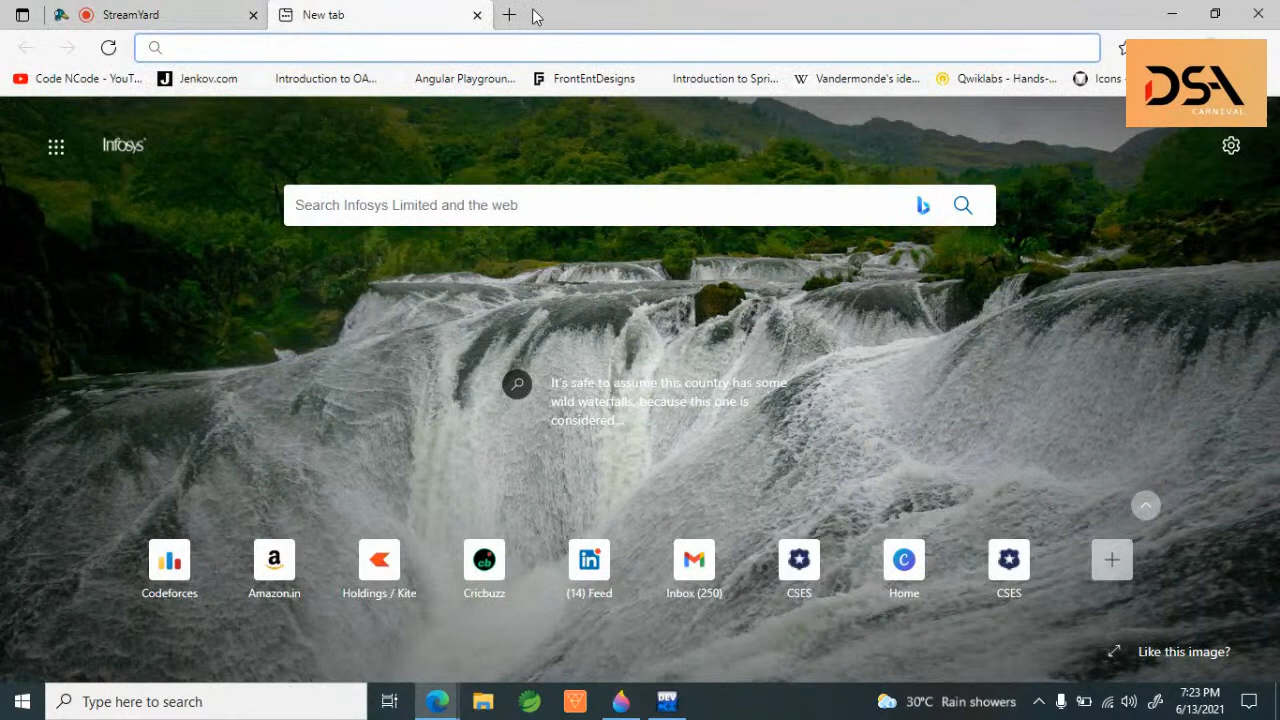 StreamYard
New tab
Code NCode - YouT...
Jenkov.com
Introduction to OA...
Angular Playgroun...
FrontEntDesigns
Introduction to Spri...
Vandermonde's ide...
Qwiklabs - Hands-...
Icons
DSA
CARNIVAL
Infosys
Search Infosys Limited and the web
It's safe to assume this country has some
wild waterfalls, because this one is
considered...
Codeforces
Amazon.in
Holdings / Kite
Cricbuzz
(14) Feed
Inbox (250)
CSES
Home
CSES
Like this image?
Type here to search
DEV
30°C Rain showers
7:23 PM
6/13/2021